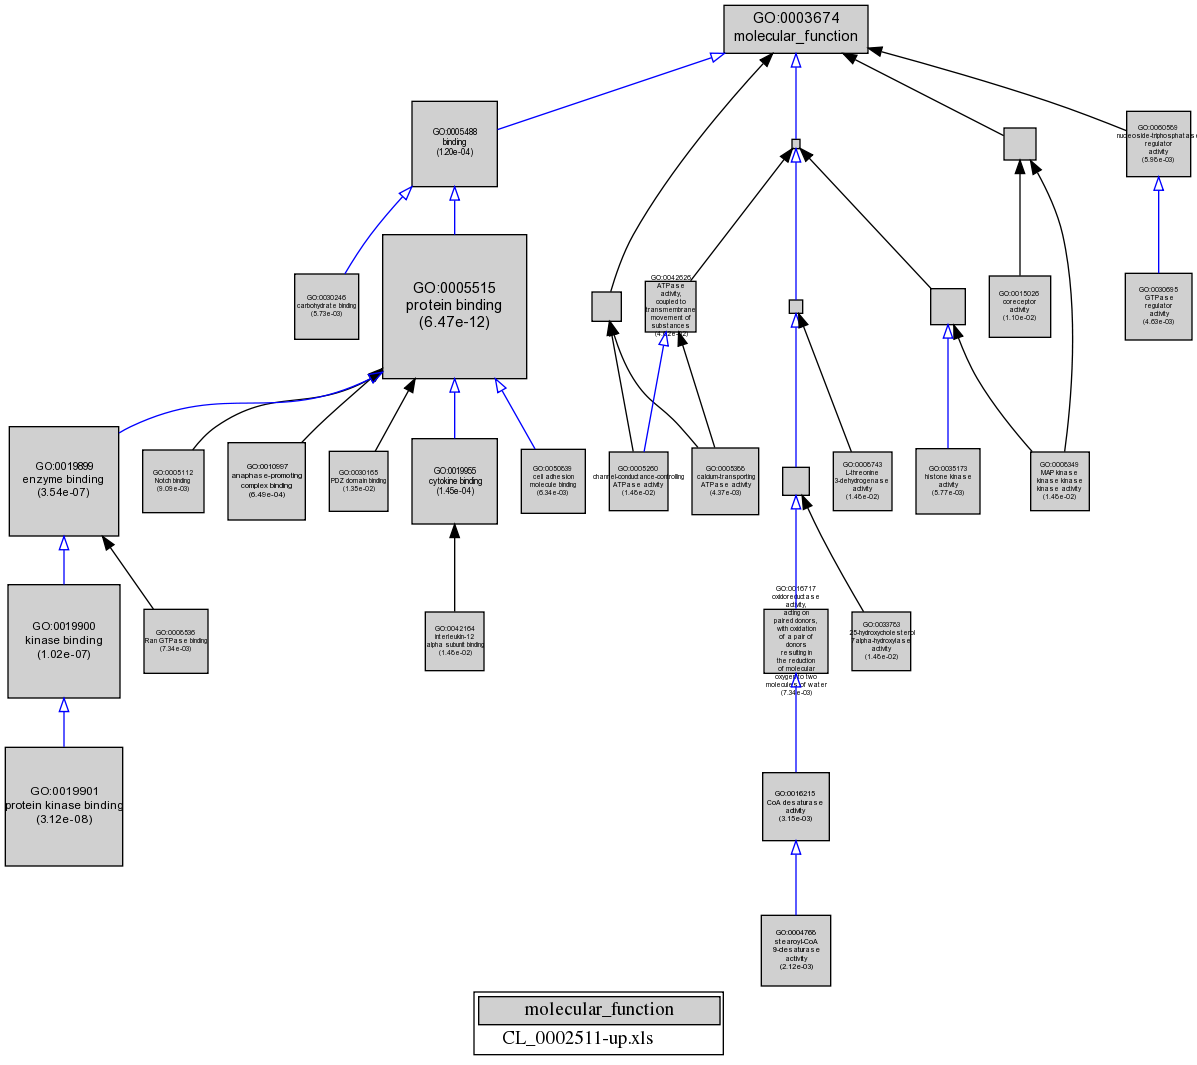 GO:0003674
molecular_function
GO:0005488
binding
(1.20e-04)
GO:0060589
nucleoside-triphosphatase
regulator
activity
(5.96e-03)
GO:0030246
carbohydrate binding
(5.73e-03)
GO:0005515
protein binding
(6.47e-12)
GO:0042626
ATPase
activity,
coupled to
transmembrane
movement of
substances
GO:0015026
coreceptor
activity
(1.10e-02)
GO:0030695
GTPase
regulator
activity
(4.63e-03)
GO:0019899
enzyme binding
(3.54e-07)
GO:0005112
Notch binding
(9.09e-03)
GO:0010997
anaphase-promoting
complex binding
(6.49e-04)
GO:0030165
PDZ domain binding
(1.35e-02)
GO:0019955
cytokine binding
(1.45e-04)
GO:0050839
cell adhesion
molecule binding
(6.34e-03)
GO:0005260
channel-conductance-controlling
ATPase activity
(1.46e-02)
GO:0005388
calcium-transporting
ATPase activity
(4.37e-03)
GO:0008743
L-threonine
3-dehydrogenase
activity
(1.46e-02)
GO:0035173
histone kinase
activity
(5.77e-03)
MAP kinase
kinase kinase
kinase activity
(1.46e-02)
GO:0019900
kinase binding
(1.02e-07)
GO:0008536
Ran GTPase binding
(7.34e-03)
GO:0042164
interleukin-12
alpha subunit binding
(1.46e-02)
GO:0016717
oxidoreductase
activity,
acting on
paired donors,
with oxidation
of a pair of
donors
resulting in
the reduction
of molecular
oxygen to two
molecules of water
(7.34e-03)
GO:0033783
25-hydroxycholesterol
7alpha-hydroxylase
activity
(1.46e-02)
GO:0019901
protein kinase binding
(3.12e-08)
GO:0016215
CoA desaturase
activity
(3.15e-03)
GO:0004768
stearoyl-CoA
9-desaturase
activity
(2.12e-03)
molecular_function
CL_0002511-up.xls